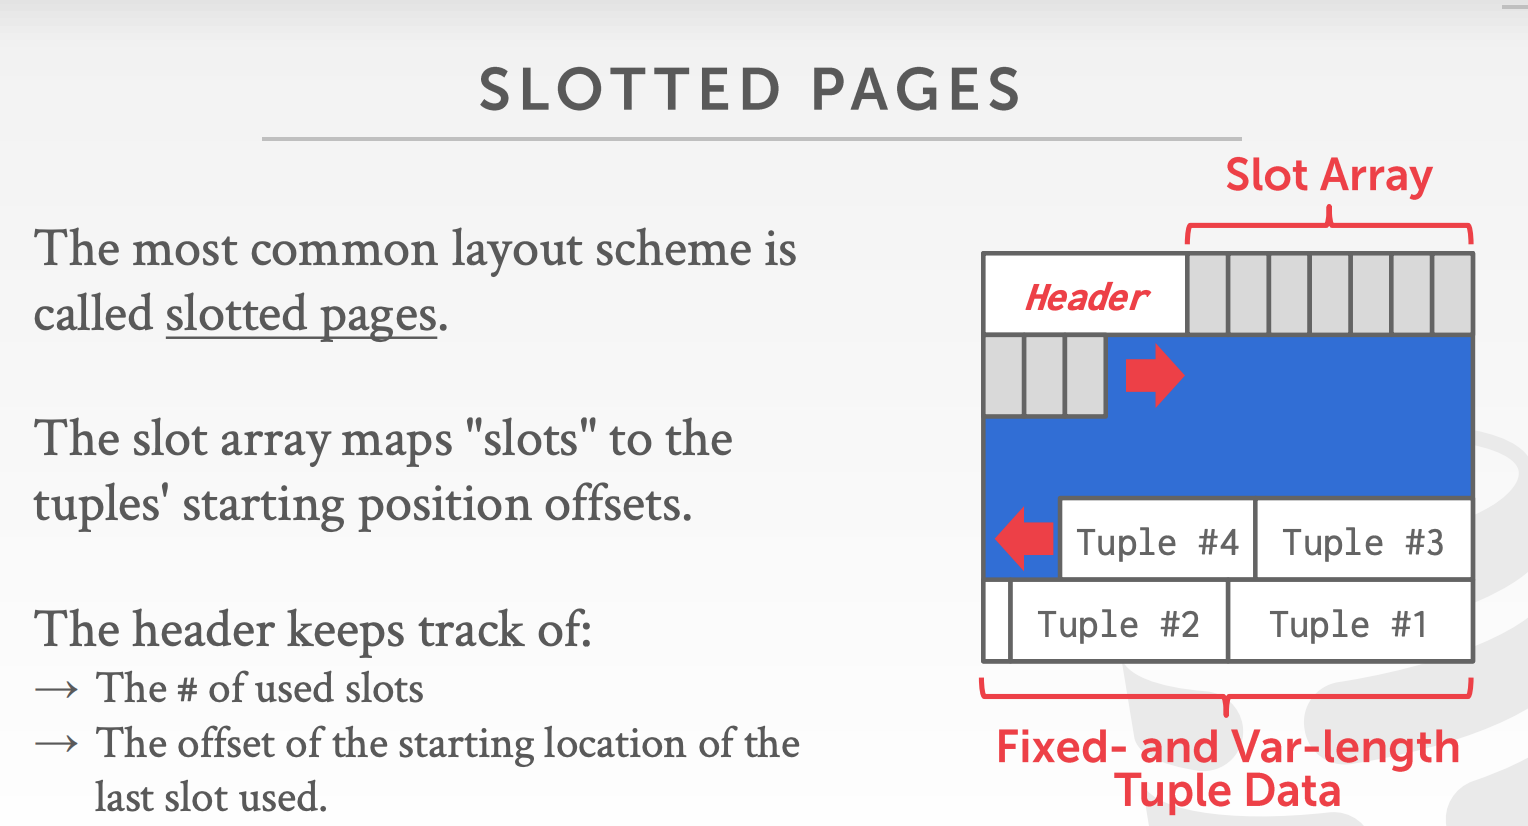 SLOTTED PAGES
The most common layout scheme is
called slotted pages.
The slot array maps "slots" to the
tuples' starting position offsets.
The header keeps track of:
→ The # of used slots
→ The offset of the starting location of the
last slot used.
Slot Array
Header
Tuple #4 Tuple #3
Tuple #2 Tuple #1
Fixed- and Var-length
Tuple Data